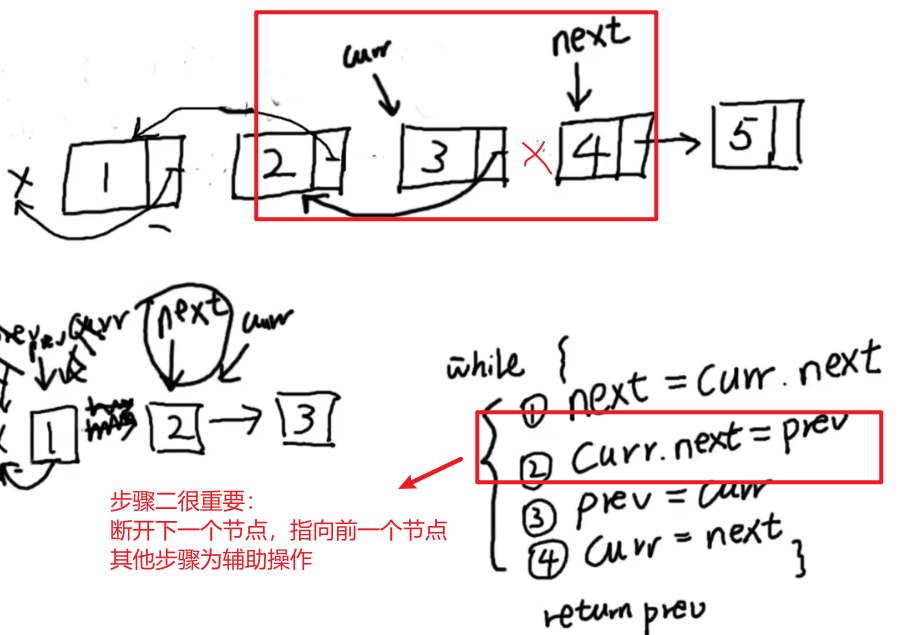 curr
next
1 2 3 × 4 5
×
prev prev curr next curr
1 2 3
while {
① next = curr.next
② curr.next = prev
③ prev = curr
④ curr = next
}
return prev
步骤二很重要：
断开下一个节点，指向前一个节点
其他步骤为辅助操作